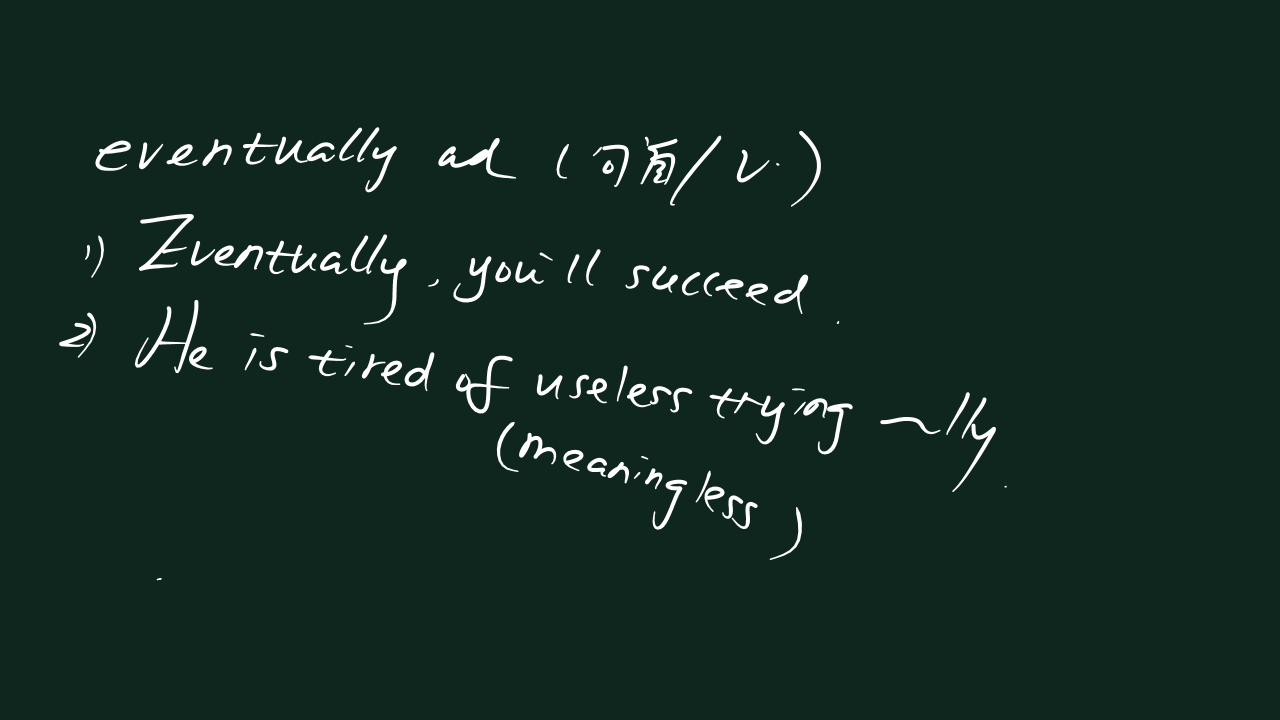 eventually ad (句首/v.)
1) Eventually, you'll succeed.
2) He is tired of useless trying ~lly.
(meaningless)